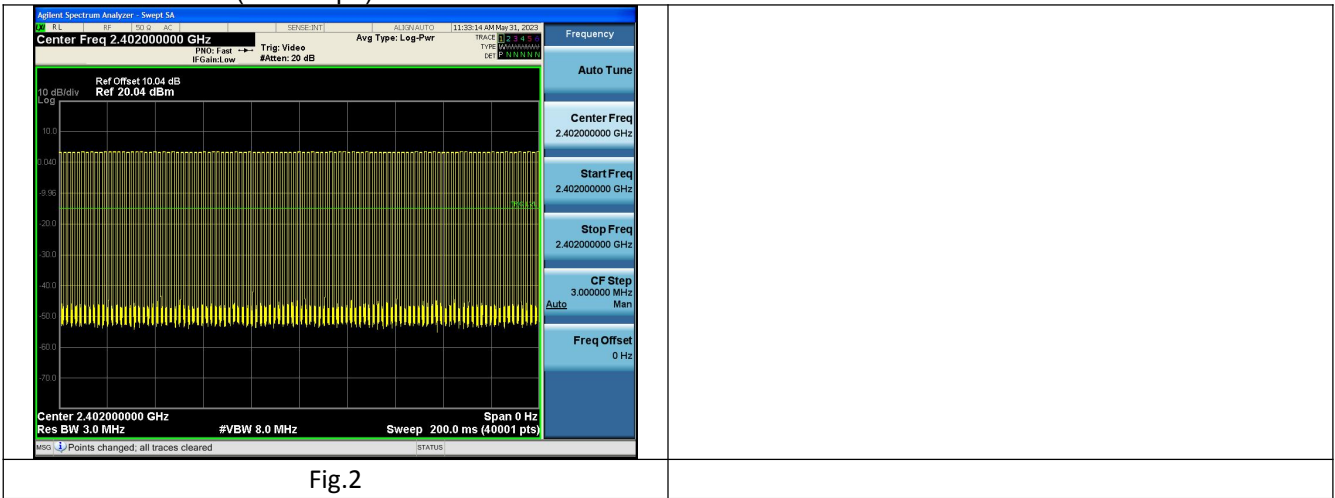 Agilent Spectrum Analyzer - Swept SA
RL RF 50 Ω AC SENSE:INT ALIGN AUTO 11:33:14 AM May 31, 2023
Center Freq 2.402000000 GHz
PNO: Fast
IFGain:Low
Trig: Video
#Atten: 20 dB
Avg Type: Log-Pwr
TRACE 1 2 3 4 5 6
TYPE
DET P N N N N N
Ref Offset 10.04 dB
10 dB/div Ref 20.04 dBm
Log
10.0
0.040
-9.96
-20.0
-30.0
-40.0
-50.0
-60.0
-70.0
Center 2.402000000 GHz Span 0 Hz
Res BW 3.0 MHz #VBW 8.0 MHz Sweep 200.0 ms (40001 pts)
MSG Points changed; all traces cleared STATUS
Frequency
Auto Tune
Center Freq
2.402000000 GHz
Start Freq
2.402000000 GHz
Stop Freq
2.402000000 GHz
CF Step
3.000000 MHz
Auto Man
Freq Offset
0 Hz
Fig.2